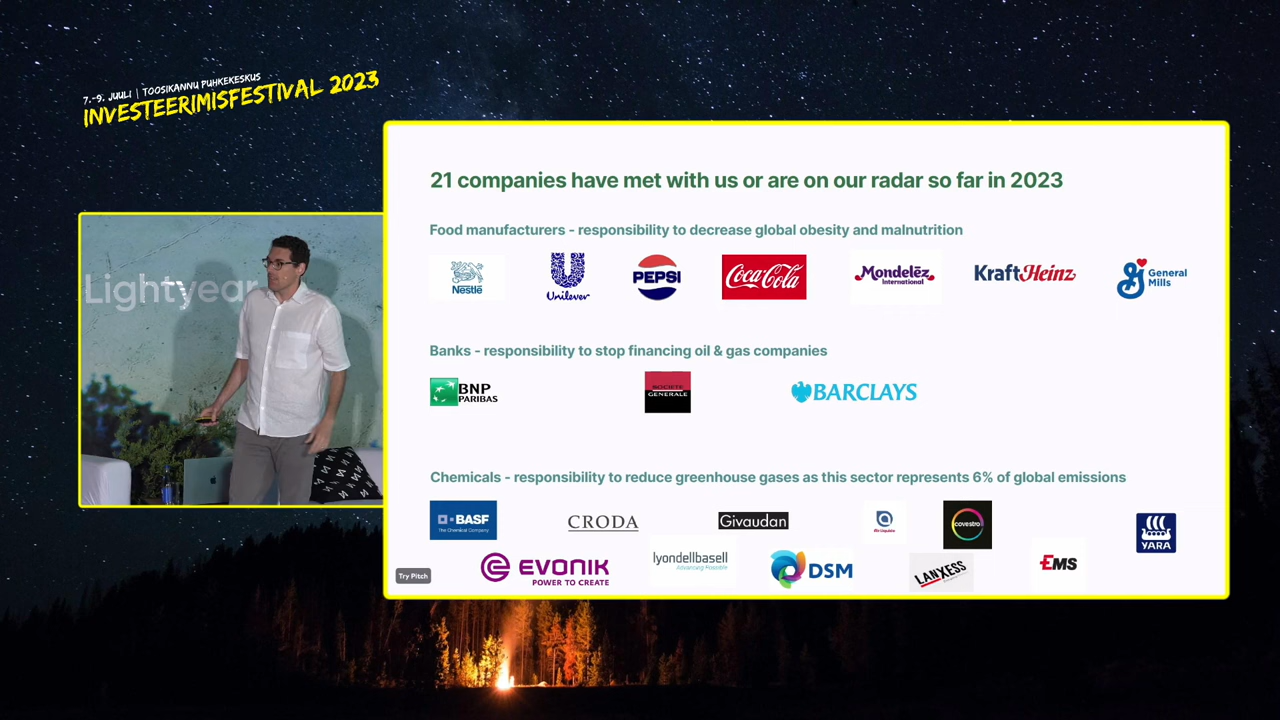 7.-9. JUULI | TOOSIKANNU PUHKEKESKUS
INVESTEERIMISFESTIVAL 2023
Lightyear
21 companies have met with us or are on our radar so far in 2023
Food manufacturers - responsibility to decrease global obesity and malnutrition
Nestlé
Unilever
PEPSI
Coca-Cola
Mondelēz
International
KraftHeinz
General
Mills
Banks - responsibility to stop financing oil & gas companies
BNP
PARIBAS
SOCIETE
GENERALE
BARCLAYS
Chemicals - responsibility to reduce greenhouse gases as this sector represents 6% of global emissions
BASF
The Chemical Company
CRODA
Givaudan
Air Liquide
covestro
YARA
EVONIK
POWER TO CREATE
lyondellbasell
Advancing Possible
DSM
LANXESS
EMS
Try Pitch